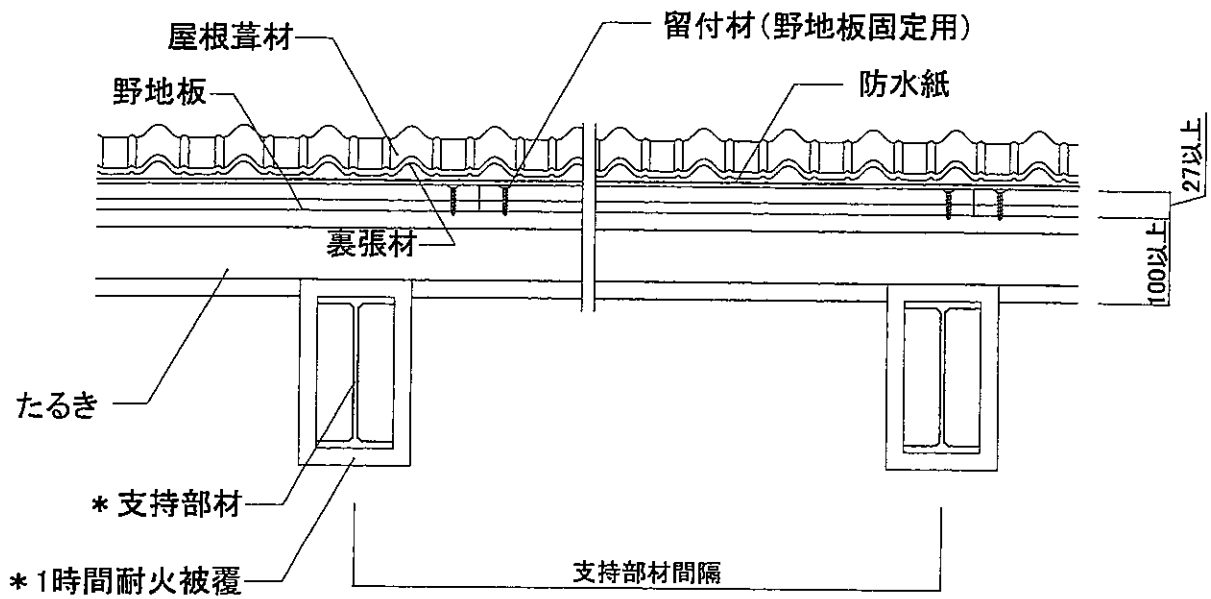 留付材(野地板固定用)
屋根葺材
野地板
防水紙
27以上
裏張材
100以上
たるき
*支持部材
*1時間耐火被覆
支持部材間隔